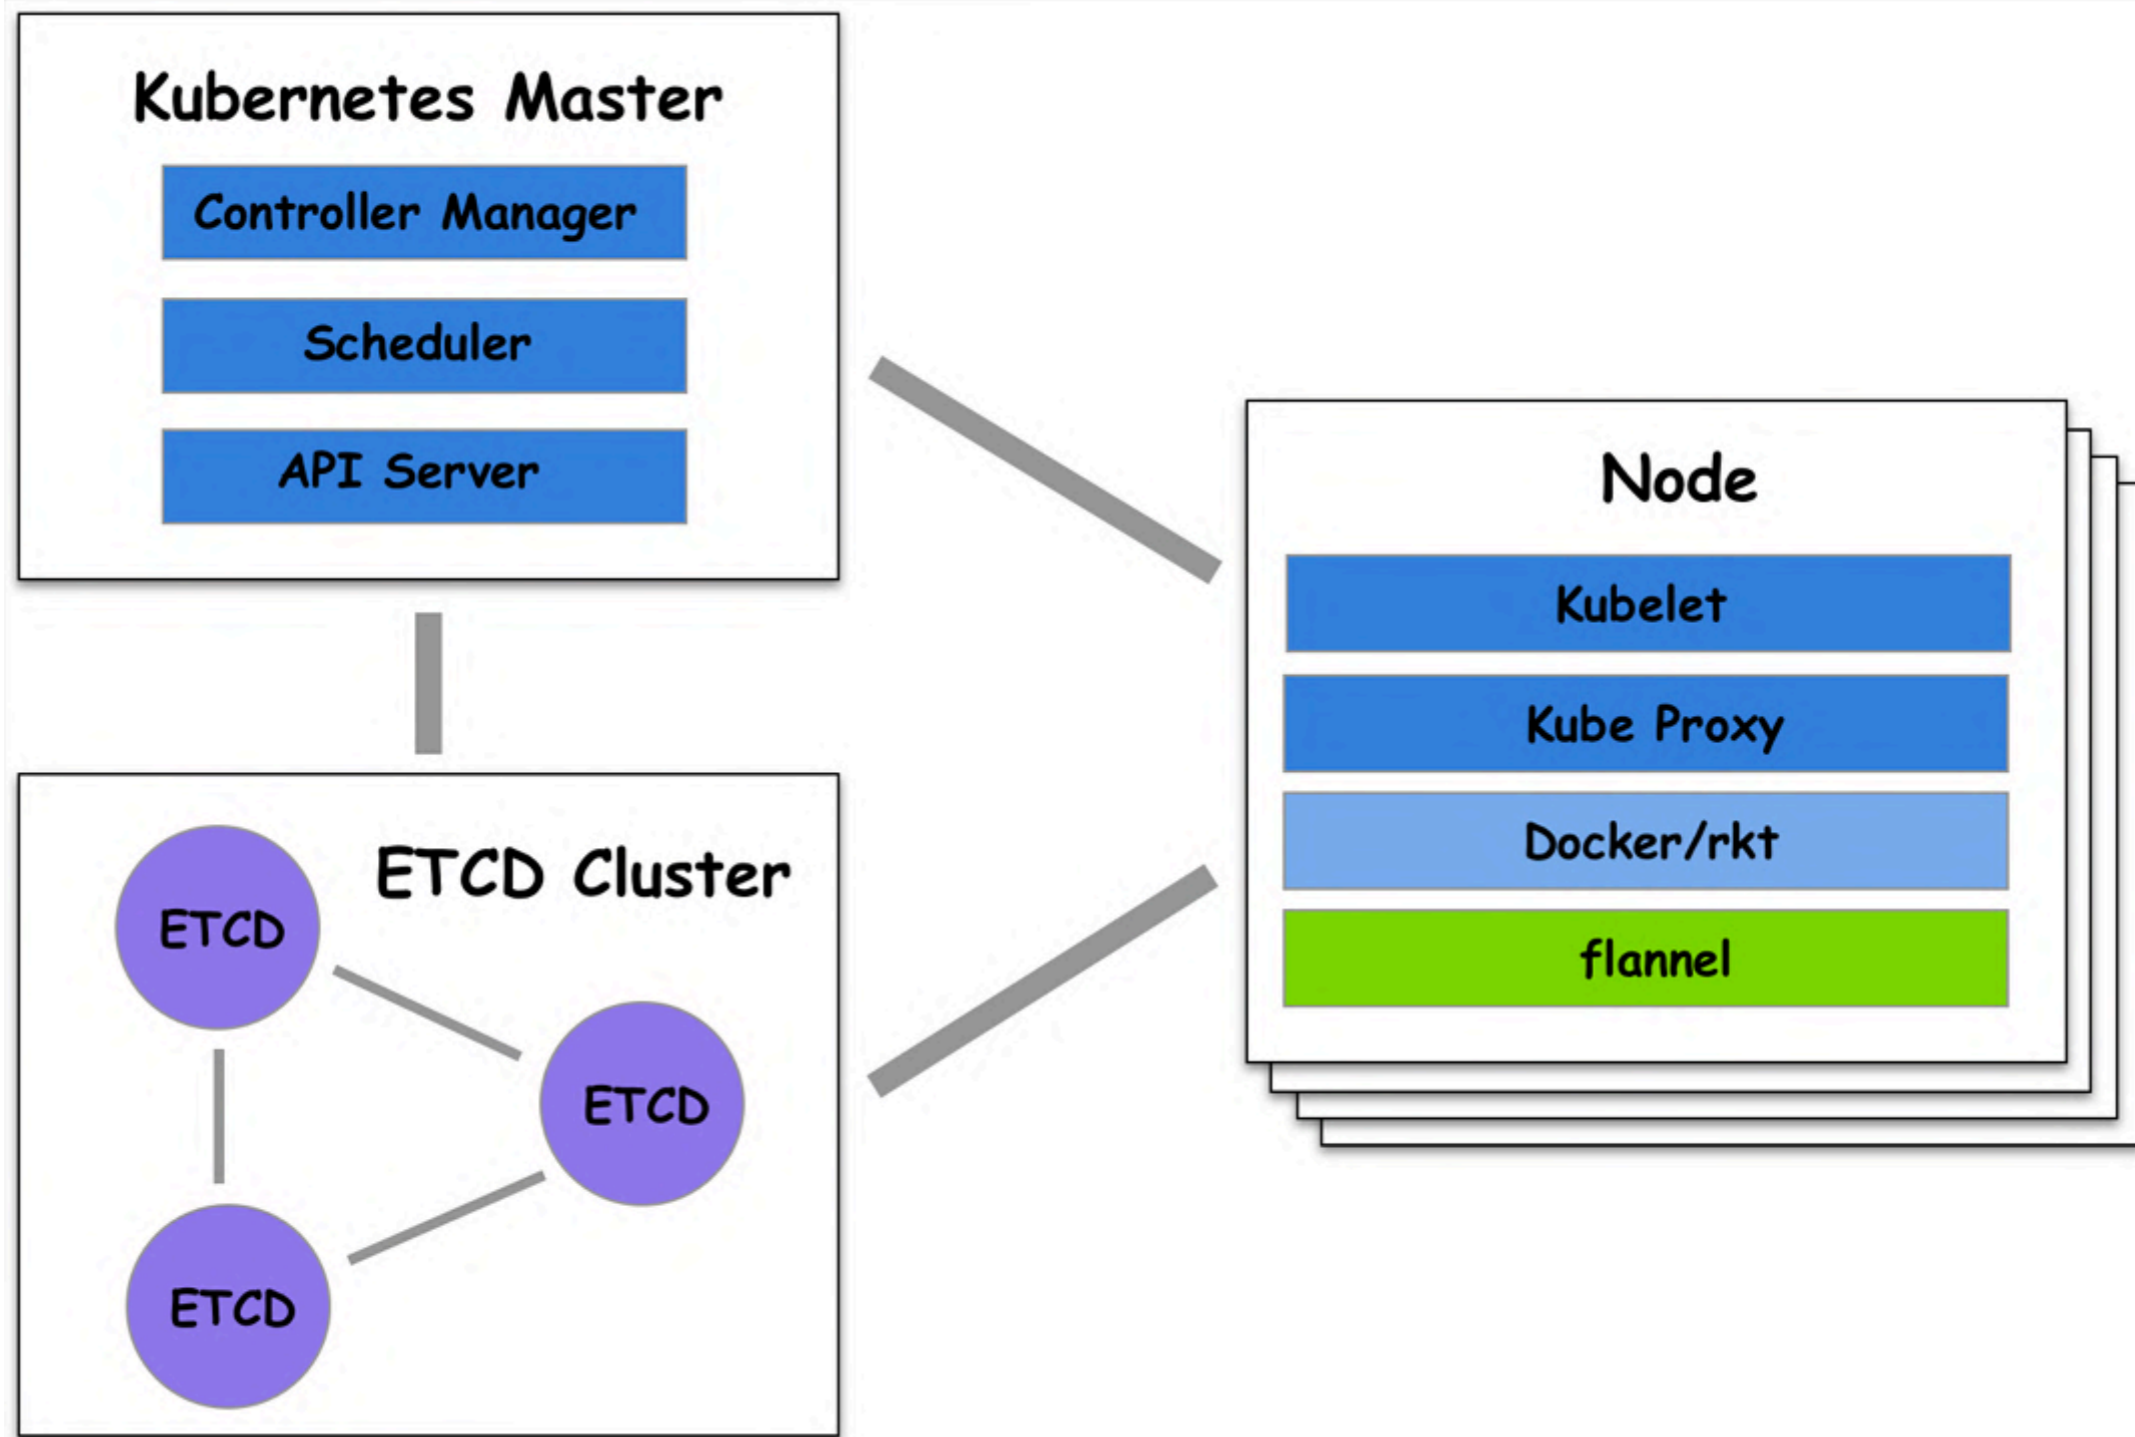 Kubernetes Master
Controller Manager
Scheduler
API Server
Node
Kubelet
Kube Proxy
Docker/rkt
flannel
ETCD Cluster
ETCD
ETCD
ETCD